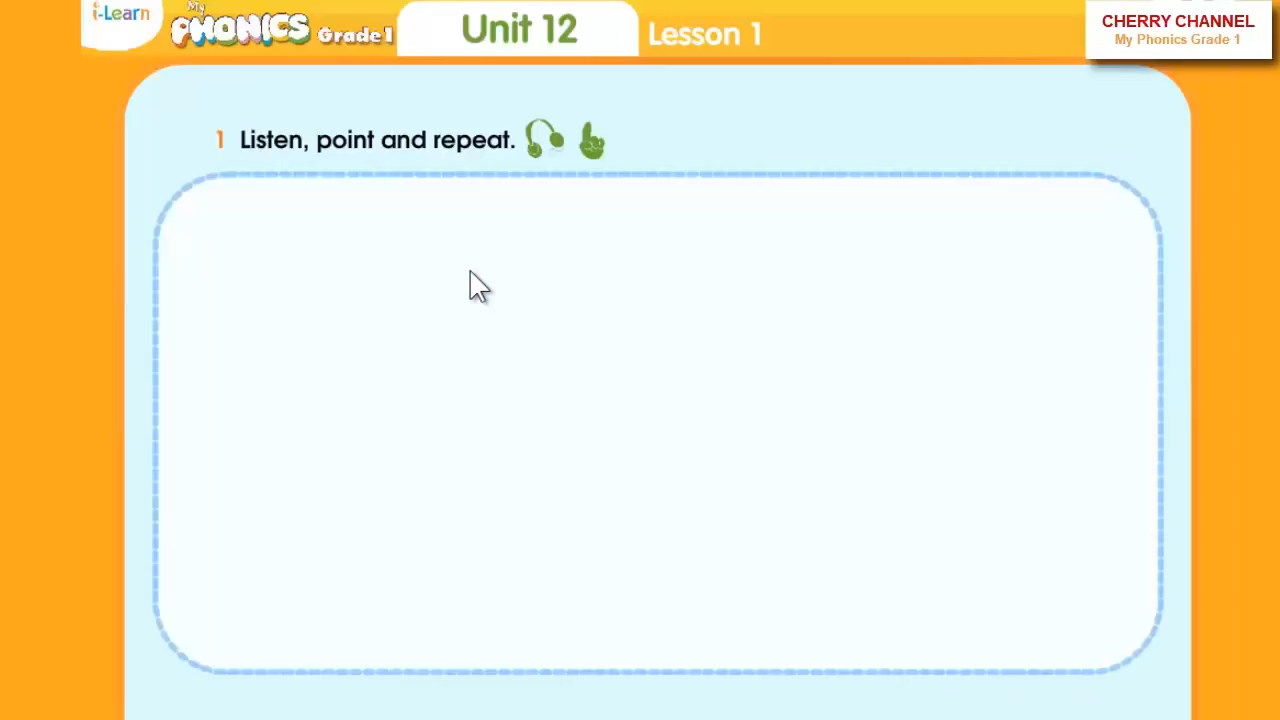 i-Learn
My
PHONICS Grade 1
Unit 12
Lesson 1
CHERRY CHANNEL
My Phonics Grade 1
1 Listen, point and repeat.